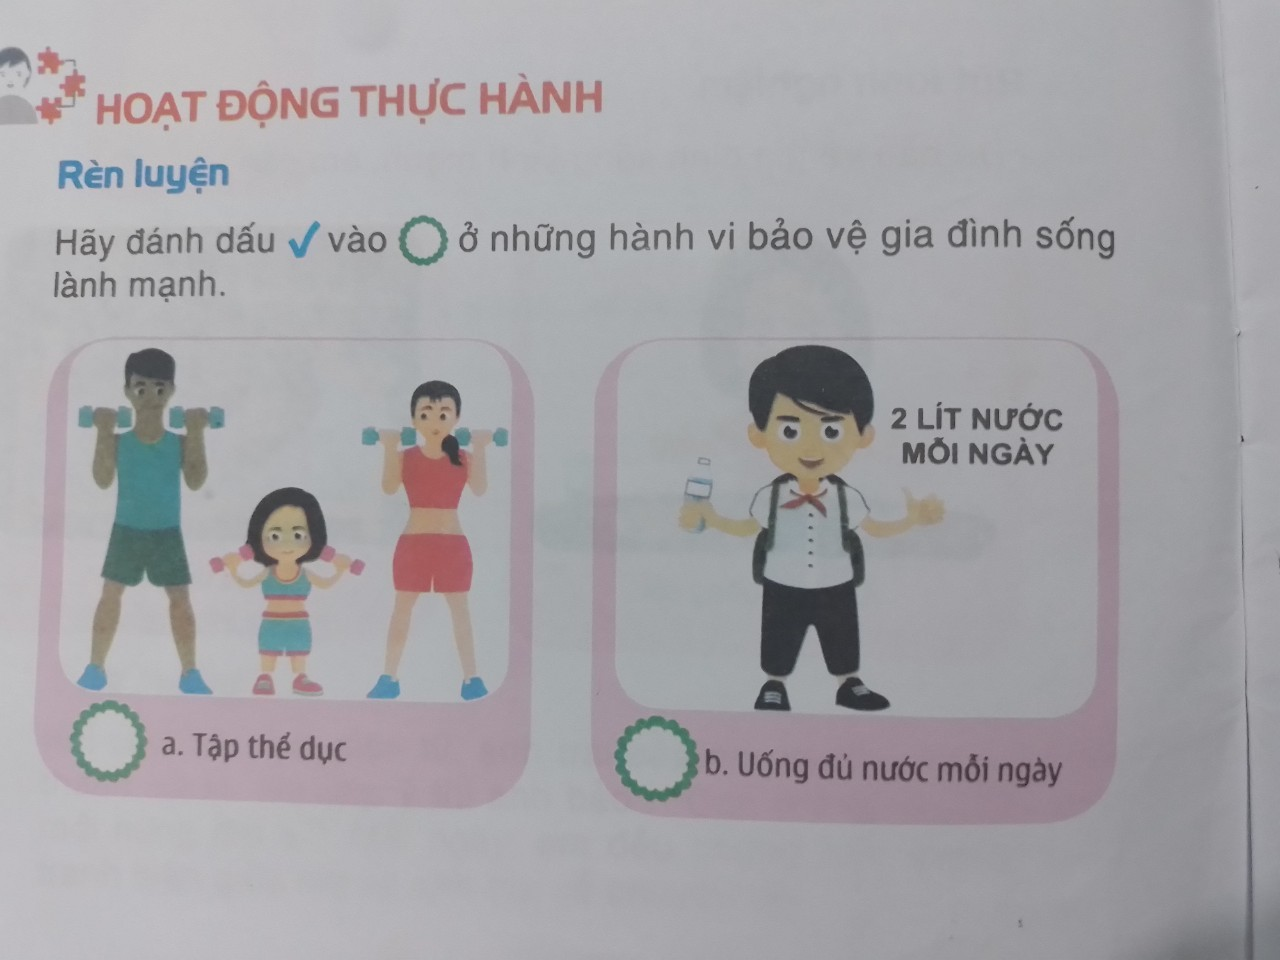 HOẠT ĐỘNG THỰC HÀNH
Rèn luyện
Hãy đánh dấu ✓ vào ở những hành vi bảo vệ gia đình sống
lành mạnh.
2 LÍT NƯỚC
MỖI NGÀY
a. Tập thể dục
b. Uống đủ nước mỗi ngày